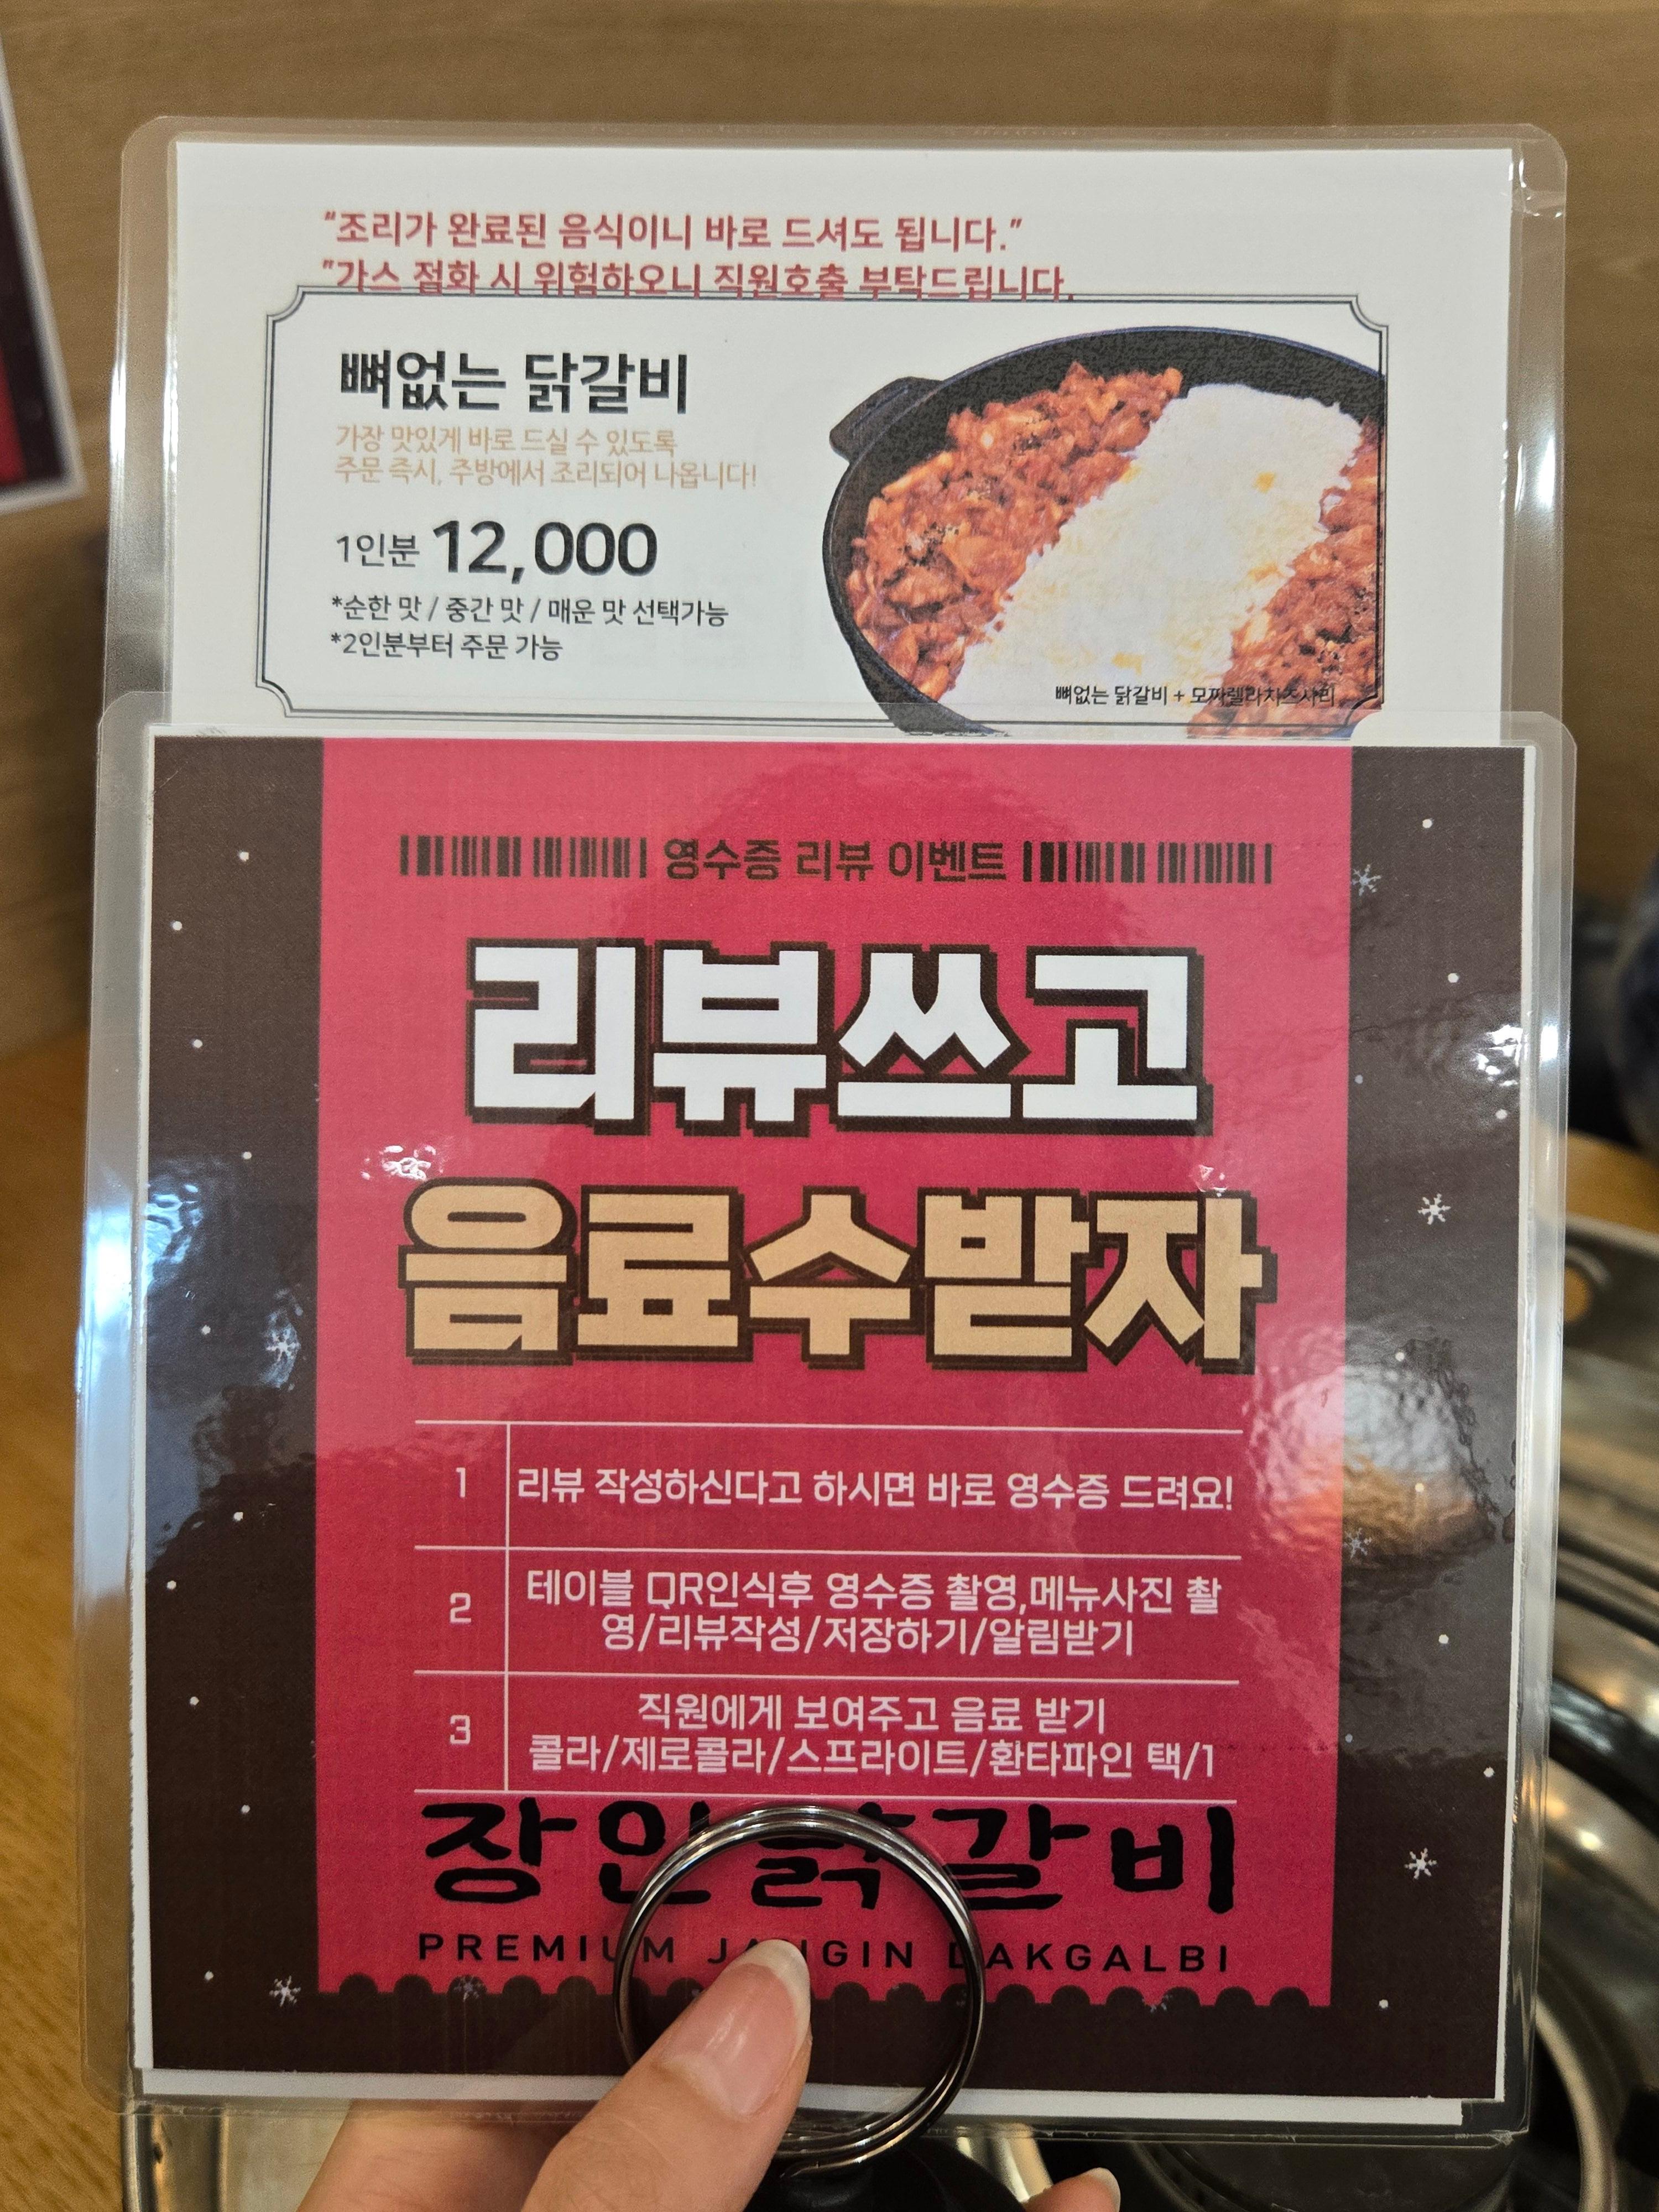 "조리가 완료된 음식이니 바로 드셔도 됩니다."
"가스 점화 시 위험하오니 직원호출 부탁드립니다.
뼈없는 닭갈비
가장 맛있게 바로 드실 수 있도록
주문 즉시, 주방에서 조리되어 나옵니다!
1인분 12,000
*순한 맛 / 중간 맛 / 매운 맛 선택가능
*2인분부터 주문 가능
뼈없는 닭갈비 + 모짜렐라치즈사리
영수증 리뷰 이벤트
리뷰쓰고
음료수받자
1 리뷰 작성하신다고 하시면 바로 영수증 드려요!
2 테이블 QR인식후 영수증 촬영,메뉴사진 촬
영/리뷰작성/저장하기/알림받기
3 직원에게 보여주고 음료 받기
콜라/제로콜라/스프라이트/환타파인 택/1
장인닭갈비
PREMIUM JANGIN DAKGALBI